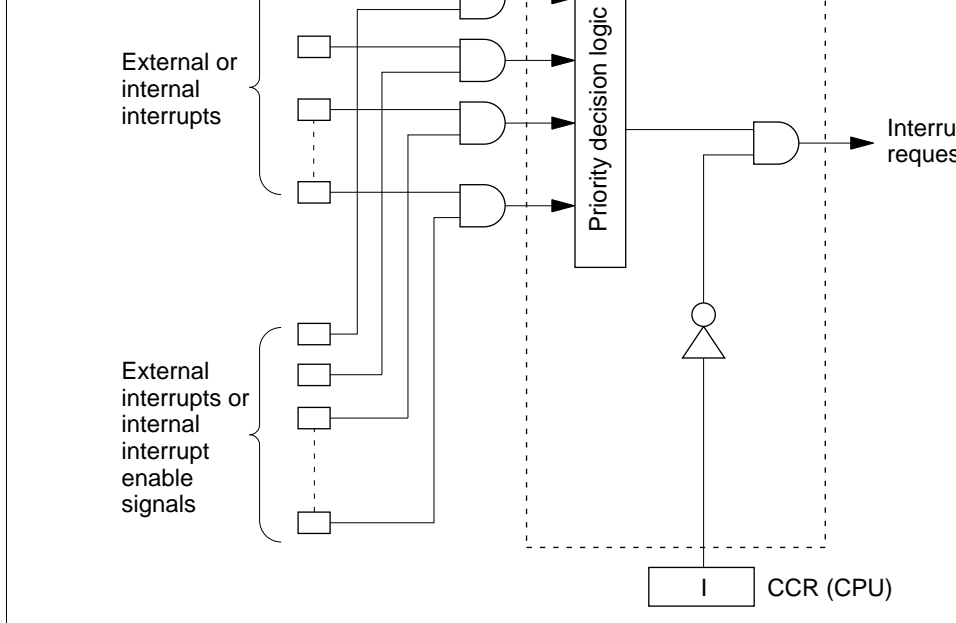 External or
internal
interrupts
Priority decision logic
Interru
reques
External
interrupts or
internal
interrupt
enable
signals
I
CCR (CPU)